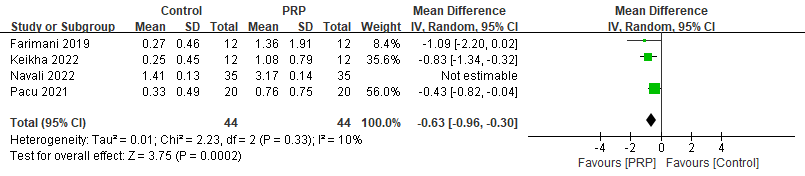 Control PRP Mean Difference Mean Difference
Study or Subgroup Mean SD Total Mean SD Total Weight IV, Random, 95% CI IV, Random, 95% CI
Farimani 2019 0.27 0.46 12 1.36 1.91 12 8.4% -1.09 [-2.20, 0.02]
Keikha 2022 0.25 0.45 12 1.08 0.79 12 35.6% -0.83 [-1.34, -0.32]
Navali 2022 1.41 0.13 35 3.17 0.14 35 Not estimable
Pacu 2021 0.33 0.49 20 0.76 0.75 20 56.0% -0.43 [-0.82, -0.04]
Total (95% CI) 44 44 100.0% -0.63 [-0.96, -0.30]
Heterogeneity: Tau² = 0.01; Chi² = 2.23, df = 2 (P = 0.33); I² = 10%
Test for overall effect: Z = 3.75 (P = 0.0002)
-4 -2 0 2 4
Favours [PRP] Favours [Control]